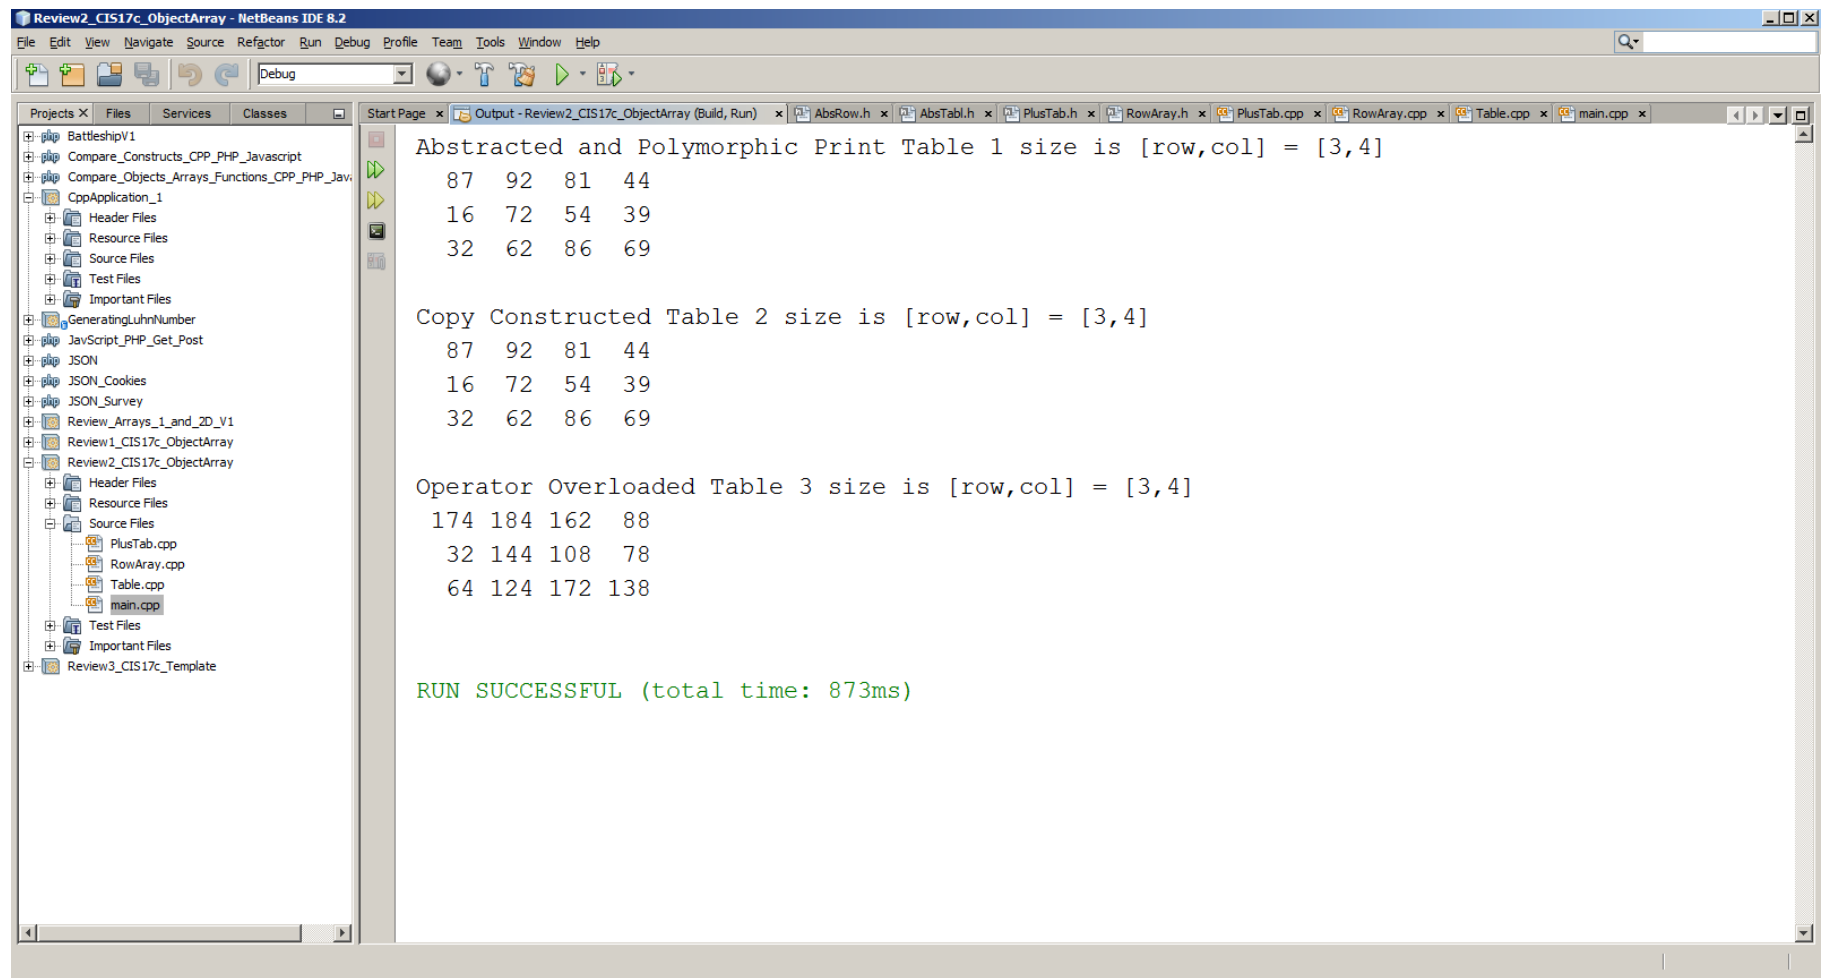 Review2_CIS17c_ObjectArray - NetBeans IDE 8.2
File Edit View Navigate Source Refactor Run Debug Profile Team Tools Window Help
Debug
Projects Files Services Classes
Start Page Output - Review2_CIS17c_ObjectArray (Build, Run) AbsRow.h AbsTabl.h PlusTab.h RowAray.h PlusTab.cpp RowAray.cpp Table.cpp main.cpp
BattleshipV1
Compare_Constructs_CPP_PHP_Javascript
Compare_Objects_Arrays_Functions_CPP_PHP_Java
CppApplication_1
Header Files
Resource Files
Source Files
Test Files
Important Files
GeneratingLuhnNumber
JavScript_PHP_Get_Post
JSON
JSON_Cookies
JSON_Survey
Review_Arrays_1_and_2D_V1
Review1_CIS17c_ObjectArray
Review2_CIS17c_ObjectArray
Header Files
Resource Files
Source Files
PlusTab.cpp
RowAray.cpp
Table.cpp
main.cpp
Test Files
Important Files
Review3_CIS17c_Template
Abstracted and Polymorphic Print Table 1 size is [row,col] = [3,4]
87 92 81 44
16 72 54 39
32 62 86 69
Copy Constructed Table 2 size is [row,col] = [3,4]
87 92 81 44
16 72 54 39
32 62 86 69
Operator Overloaded Table 3 size is [row,col] = [3,4]
174 184 162 88
32 144 108 78
64 124 172 138
RUN SUCCESSFUL (total time: 873ms)